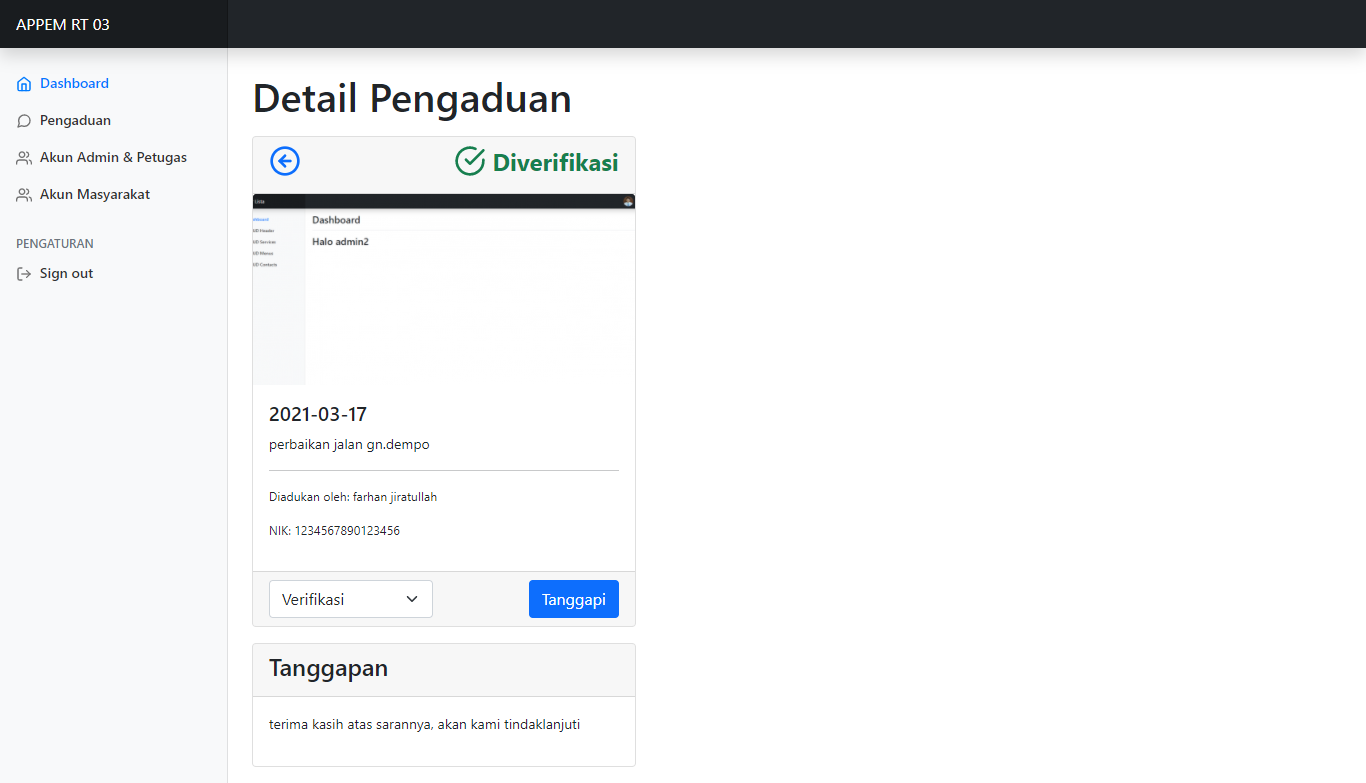 APPEM RT 03
Dashboard
Pengaduan
Akun Admin & Petugas
Akun Masyarakat
PENGATURAN
Sign out
Detail Pengaduan
Diverifikasi
Dashboard
Halo admin2
2021-03-17
perbaikan jalan gn.dempo
Diadukan oleh: farhan jiratullah
NIK: 1234567890123456
Verifikasi
Tanggapi
Tanggapan
terima kasih atas sarannya, akan kami tindaklanjuti